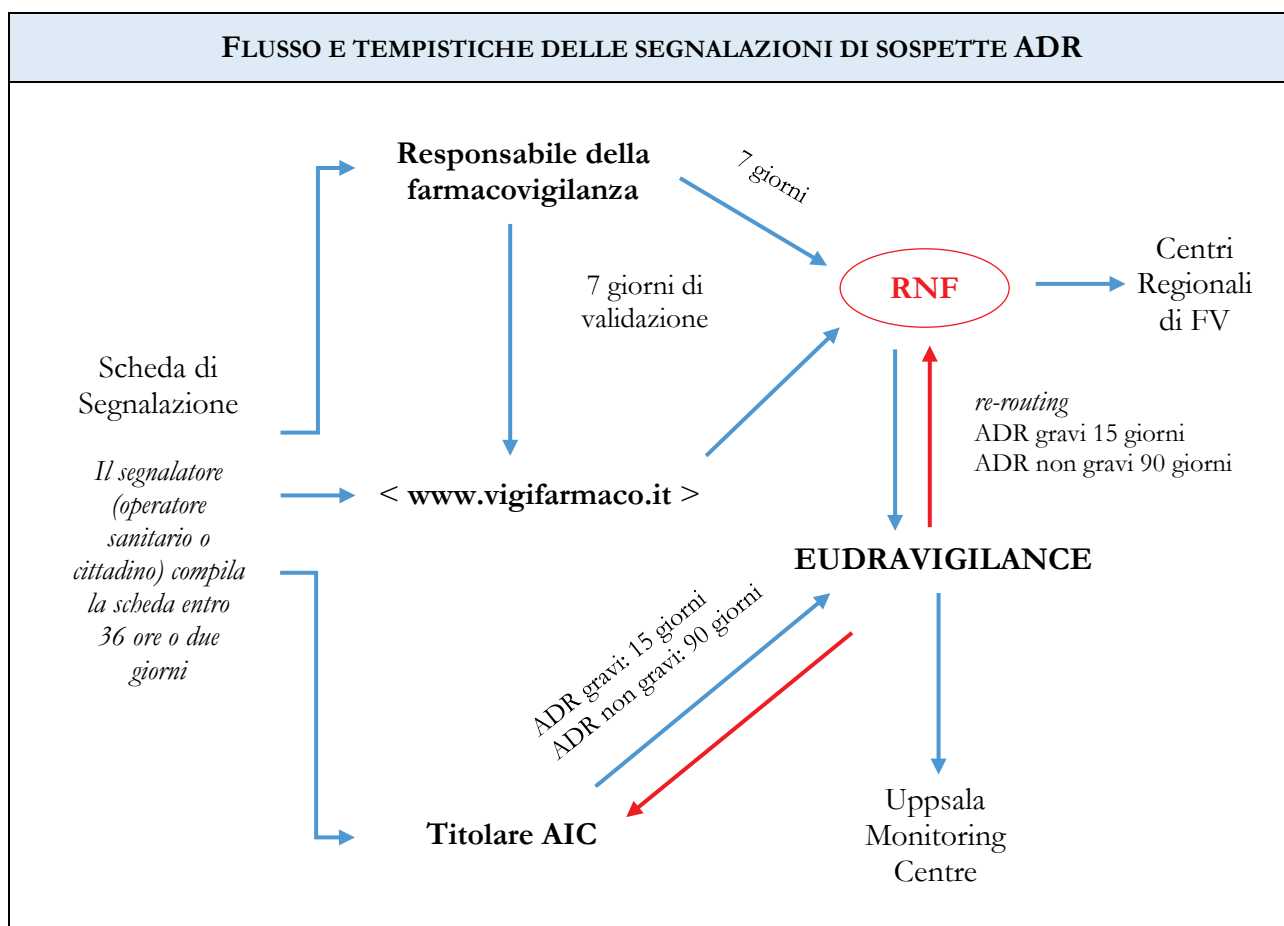 FLUSSO E TEMPISTICHE DELLE SEGNALAZIONI DI SOSPETTE ADR
Responsabile della
farmacovigilanza
7 giorni
RNF
Centri
Regionali
di FV
7 giorni di
validazione
Scheda di
Segnalazione
Il segnalatore
(operatore
sanitario o
cittadino) compila
la scheda entro
36 ore o due
giorni
< www.vigifarmaco.it >
re-routing
ADR gravi 15 giorni
ADR non gravi 90 giorni
EUDRAVIGILANCE
ADR gravi: 15 giorni
ADR non gravi: 90 giorni
Titolare AIC
Uppsala
Monitoring
Centre